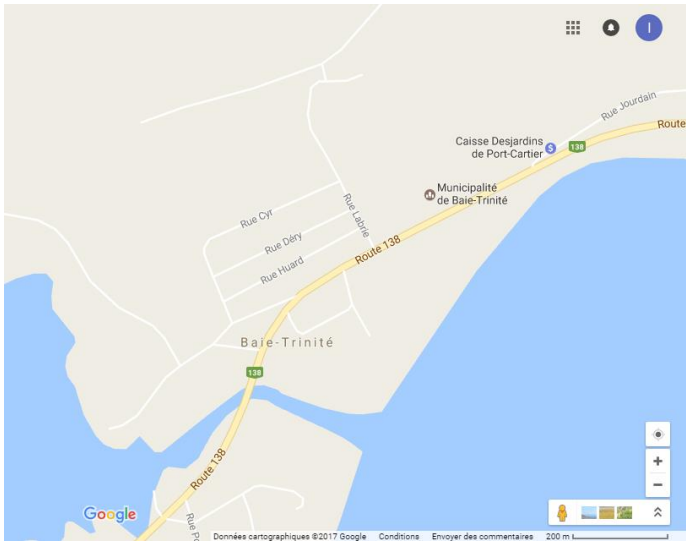 I
Rue Jourdain
Route
138
Caisse Desjardins
de Port-Cartier
$
Municipalité
de Baie-Trinité
Rue Cyr
Rue Labrie
Rue Déry
Rue Huard
Route 138
Baie-Trinité
138
Route 138
Google
Données cartographiques ©2017 Google Conditions Envoyer des commentaires 200 m